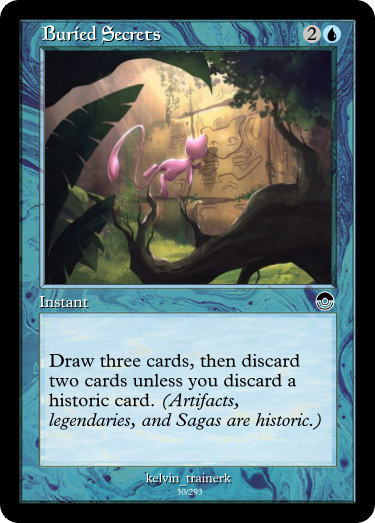 Buried Secrets 2
Instant
Draw three cards, then discard
two cards unless you discard a
historic card. (Artifacts,
legendaries, and Sagas are historic.)
kelvin_trainerk
30/293